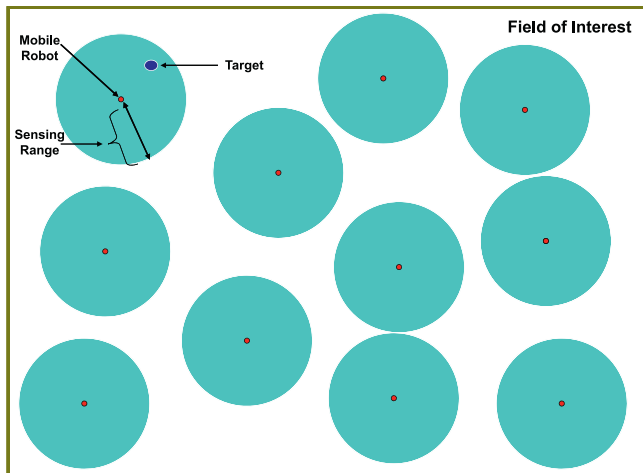 Field of Interest
Mobile
Robot
Target
Sensing
Range